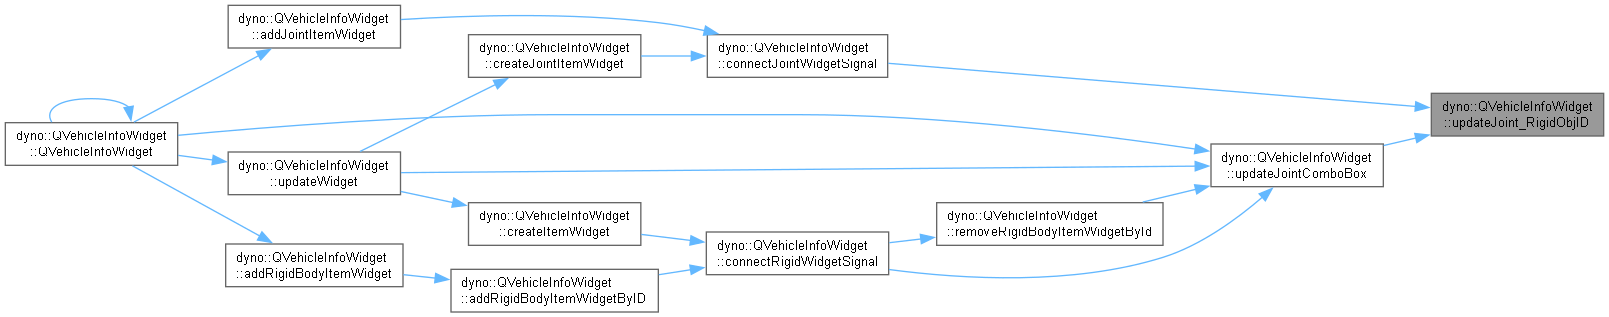 dyno::QVehicleInfoWidget
::addJointItemWidget
dyno::QVehicleInfoWidget
::createJointItemWidget
dyno::QVehicleInfoWidget
::connectJointWidgetSignal
dyno::QVehicleInfoWidget
::updateJoint_RigidObjID
dyno::QVehicleInfoWidget
::QVehicleInfoWidget
dyno::QVehicleInfoWidget
::updateWidget
dyno::QVehicleInfoWidget
::updateJointComboBox
dyno::QVehicleInfoWidget
::createItemWidget
dyno::QVehicleInfoWidget
::removeRigidBodyItemWidgetById
dyno::QVehicleInfoWidget
::connectRigidWidgetSignal
dyno::QVehicleInfoWidget
::addRigidBodyItemWidget
dyno::QVehicleInfoWidget
::addRigidBodyItemWidgetByID